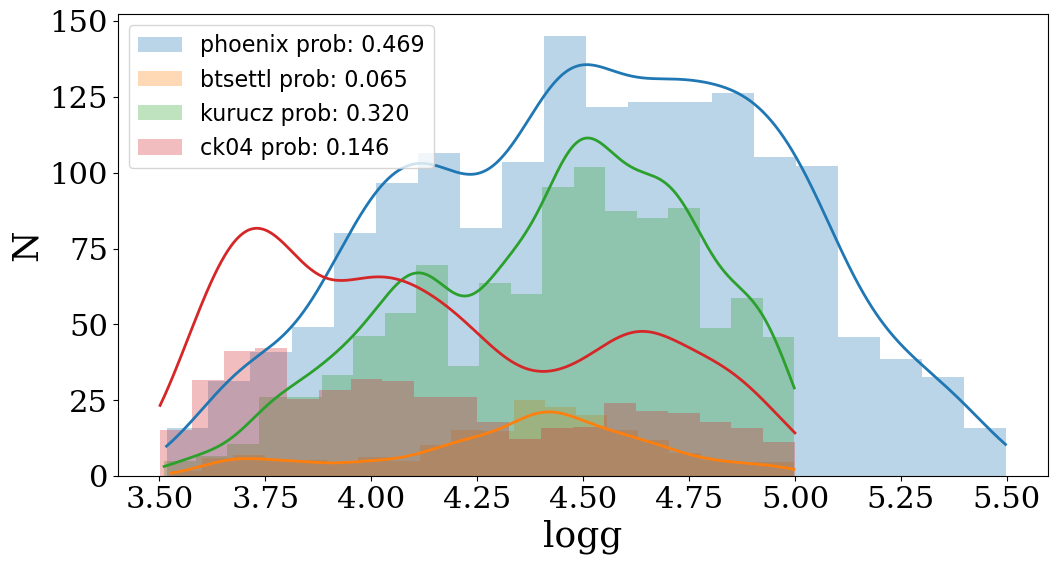 phoenix prob: 0.469
btsettl prob: 0.065
kurucz prob: 0.320
ck04 prob: 0.146
150
125
100
75
50
25
0
N
3.50 3.75 4.00 4.25 4.50 4.75 5.00 5.25 5.50
logg